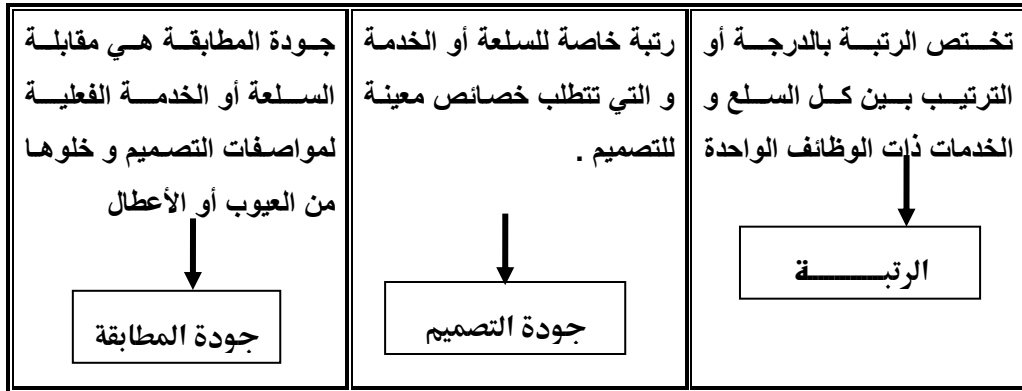 تختص الرتبة بالدرجة أو
الترتيب بين كل السلع و
الخدمات ذات الوظائف الواحدة
الرتبة
رتبة خاصة للسلعة أو الخدمة
و التي تتطلب خصائص معينة
للتصميم .
جودة التصميم
جودة المطابقة هي مقابلة
السلعة أو الخدمة الفعلية
لمواصفات التصميم و خلوها
من العيوب أو الأعطال
جودة المطابقة